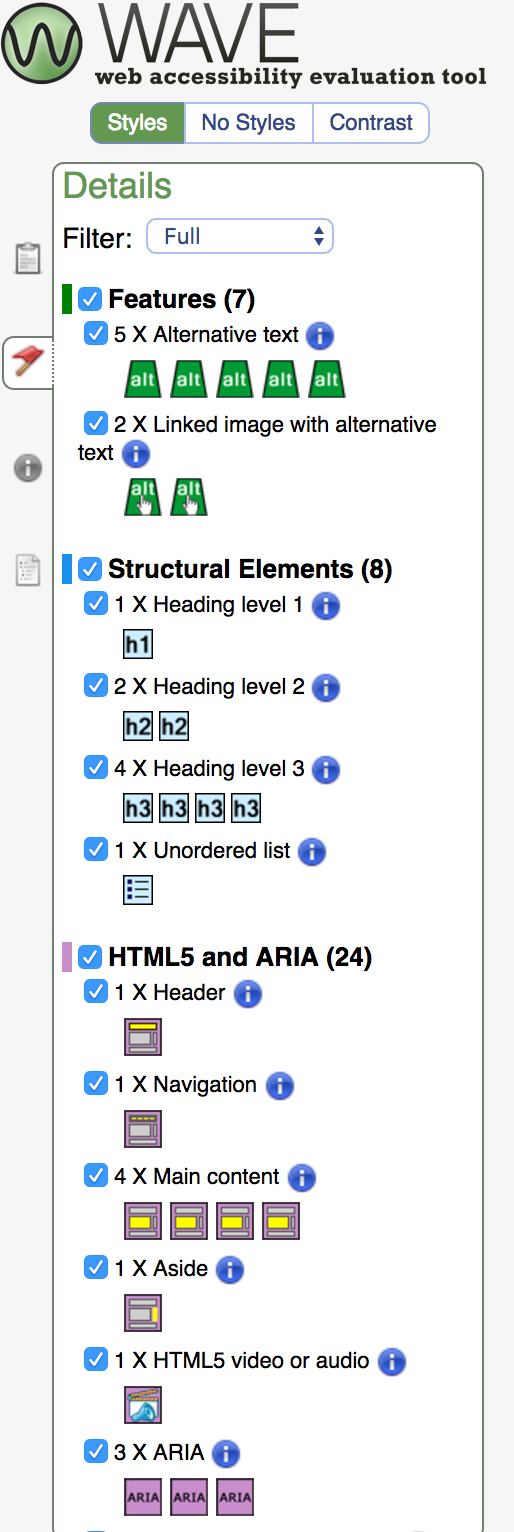 W WAVE
web accessibility evaluation tool
Styles No Styles Contrast
Details
Filter: Full
Features (7)
5 X Alternative text i
alt alt alt alt alt
2 X Linked image with alternative
text i
alt alt
i
Structural Elements (8)
1 X Heading level 1 i
h1
2 X Heading level 2 i
h2 h2
4 X Heading level 3 i
h3 h3 h3 h3
1 X Unordered list i
HTML5 and ARIA (24)
1 X Header i
1 X Navigation i
4 X Main content i
1 X Aside i
1 X HTML5 video or audio i
3 X ARIA i
ARIA ARIA ARIA